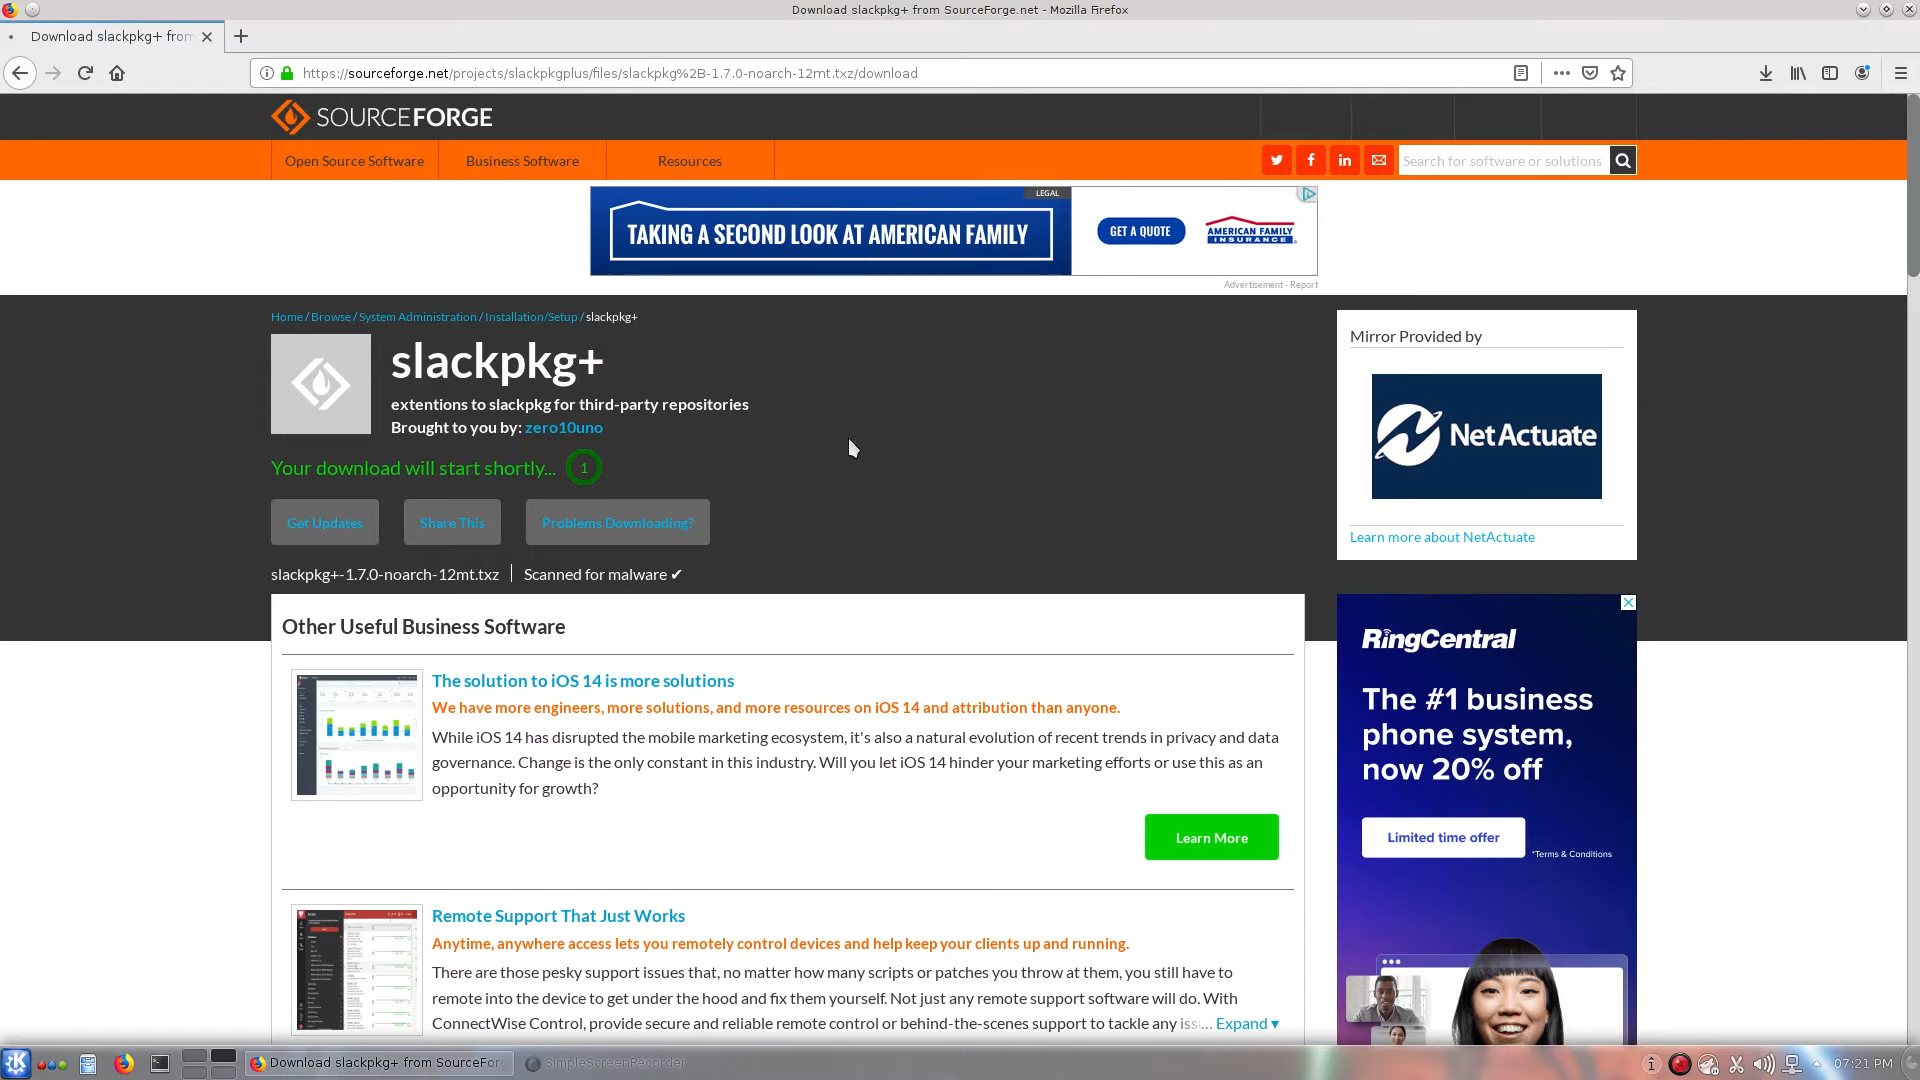 Download slackpkg+ from SourceForge.net - Mozilla Firefox
Download slackpkg+ from
https://sourceforge.net/projects/slackpkgplus/files/slackpkg%2B-1.7.0-noarch-12mt.txz/download
SOURCEFORGE
Open Source Software
Business Software
Resources
Search for software or solutions
LEGAL
TAKING A SECOND LOOK AT AMERICAN FAMILY
GET A QUOTE
AMERICAN FAMILY
INSURANCE
Advertisement - Report
Home / Browse / System Administration / Installation/Setup / slackpkg+
slackpkg+
extentions to slackpkg for third-party repositories
Brought to you by: zero10uno
Your download will start shortly... 1
Get Updates
Share This
Problems Downloading?
slackpkg+-1.7.0-noarch-12mt.txz
Scanned for malware ✔
Mirror Provided by
NetActuate
Learn more about NetActuate
Other Useful Business Software
The solution to iOS 14 is more solutions
We have more engineers, more solutions, and more resources on iOS 14 and attribution than anyone.
While iOS 14 has disrupted the mobile marketing ecosystem, it's also a natural evolution of recent trends in privacy and data
governance. Change is the only constant in this industry. Will you let iOS 14 hinder your marketing efforts or use this as an
opportunity for growth?
Learn More
Remote Support That Just Works
Anytime, anywhere access lets you remotely control devices and help keep your clients up and running.
There are those pesky support issues that, no matter how many scripts or patches you throw at them, you still have to
remote into the device to get under the hood and fix them yourself. Not just any remote support software will do. With
ConnectWise Control, provide secure and reliable remote control or behind-the-scenes support to tackle any iss... Expand ▾
RingCentral
The #1 business
phone system,
now 20% off
Limited time offer
*Terms & Conditions
Download slackpkg+ from SourceForg
SimpleScreenRecorder
07:21 PM